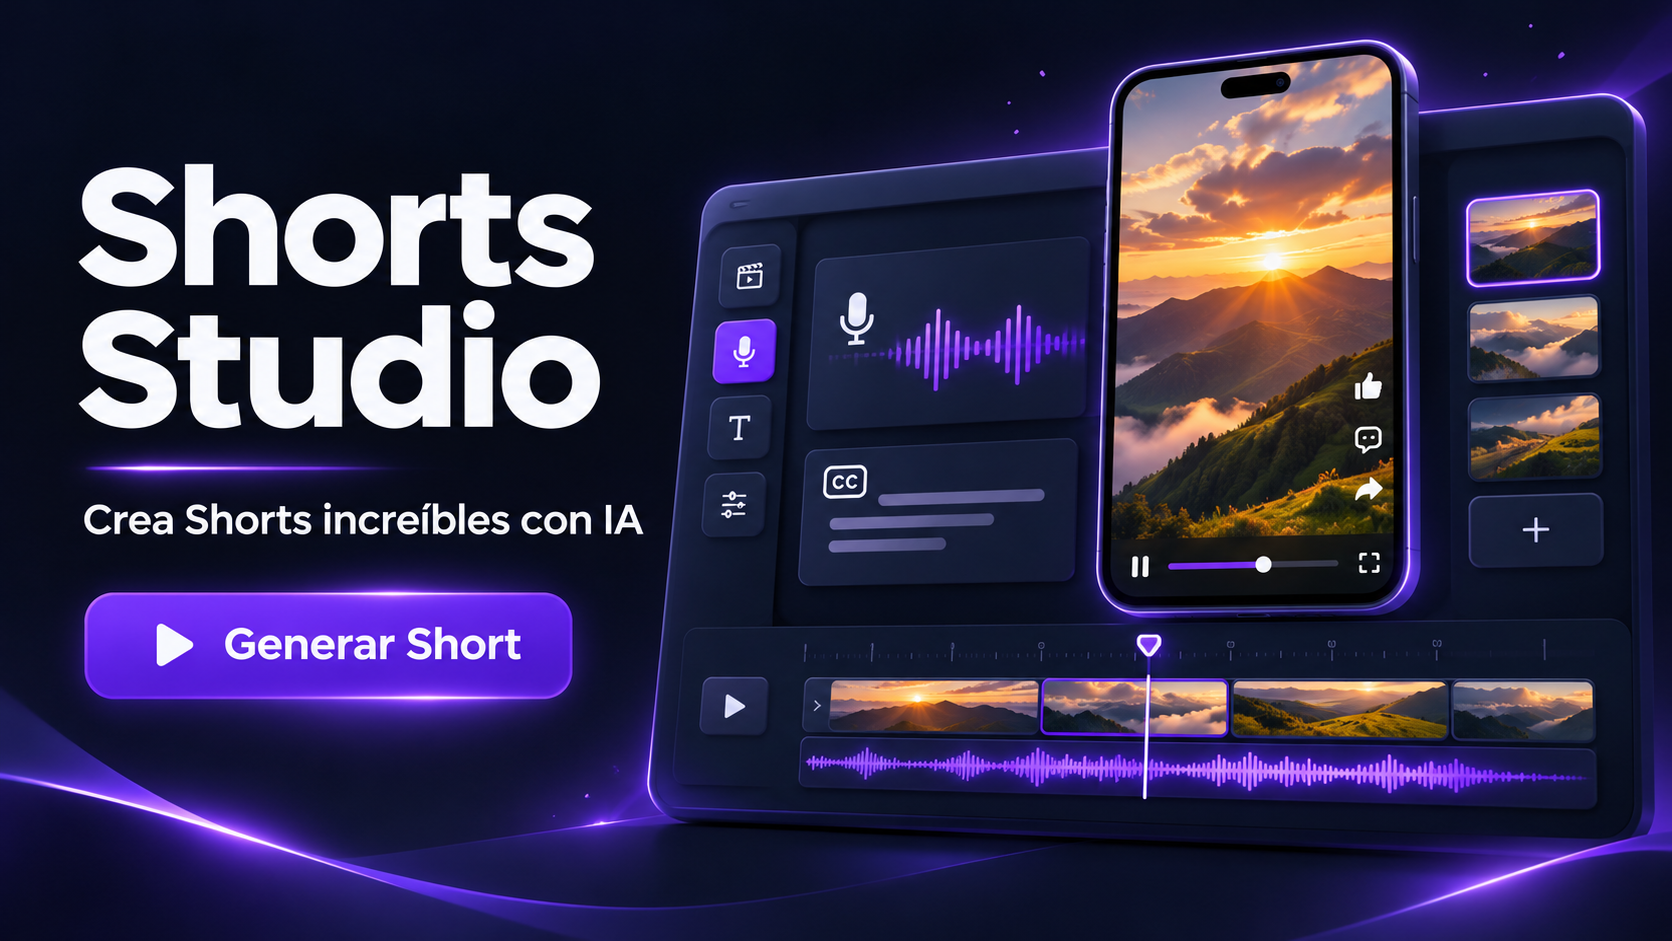 Shorts
Studio
Crea Shorts increíbles con IA
Generar Short
T
CC